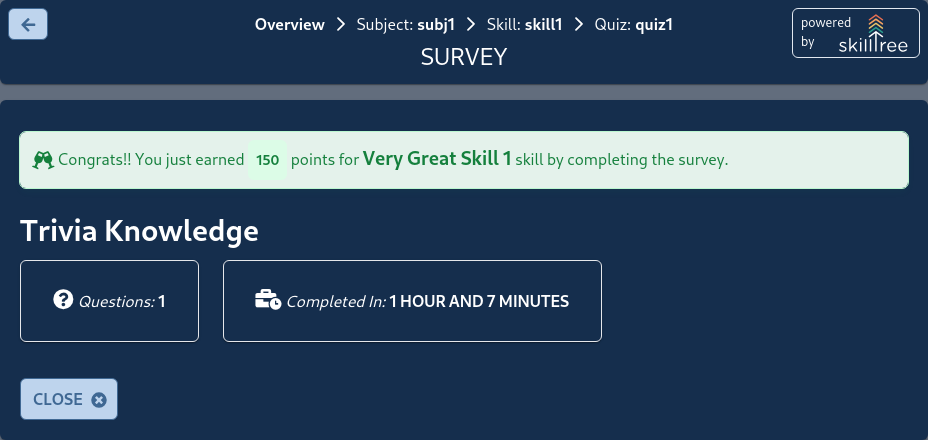 Overview > Subject: subj1 > Skill: skill1 > Quiz: quiz1
SURVEY
powered by skilltree
Congrats!! You just earned 150 points for Very Great Skill 1 skill by completing the survey.
Trivia Knowledge
Questions: 1
Completed In: 1 HOUR AND 7 MINUTES
CLOSE